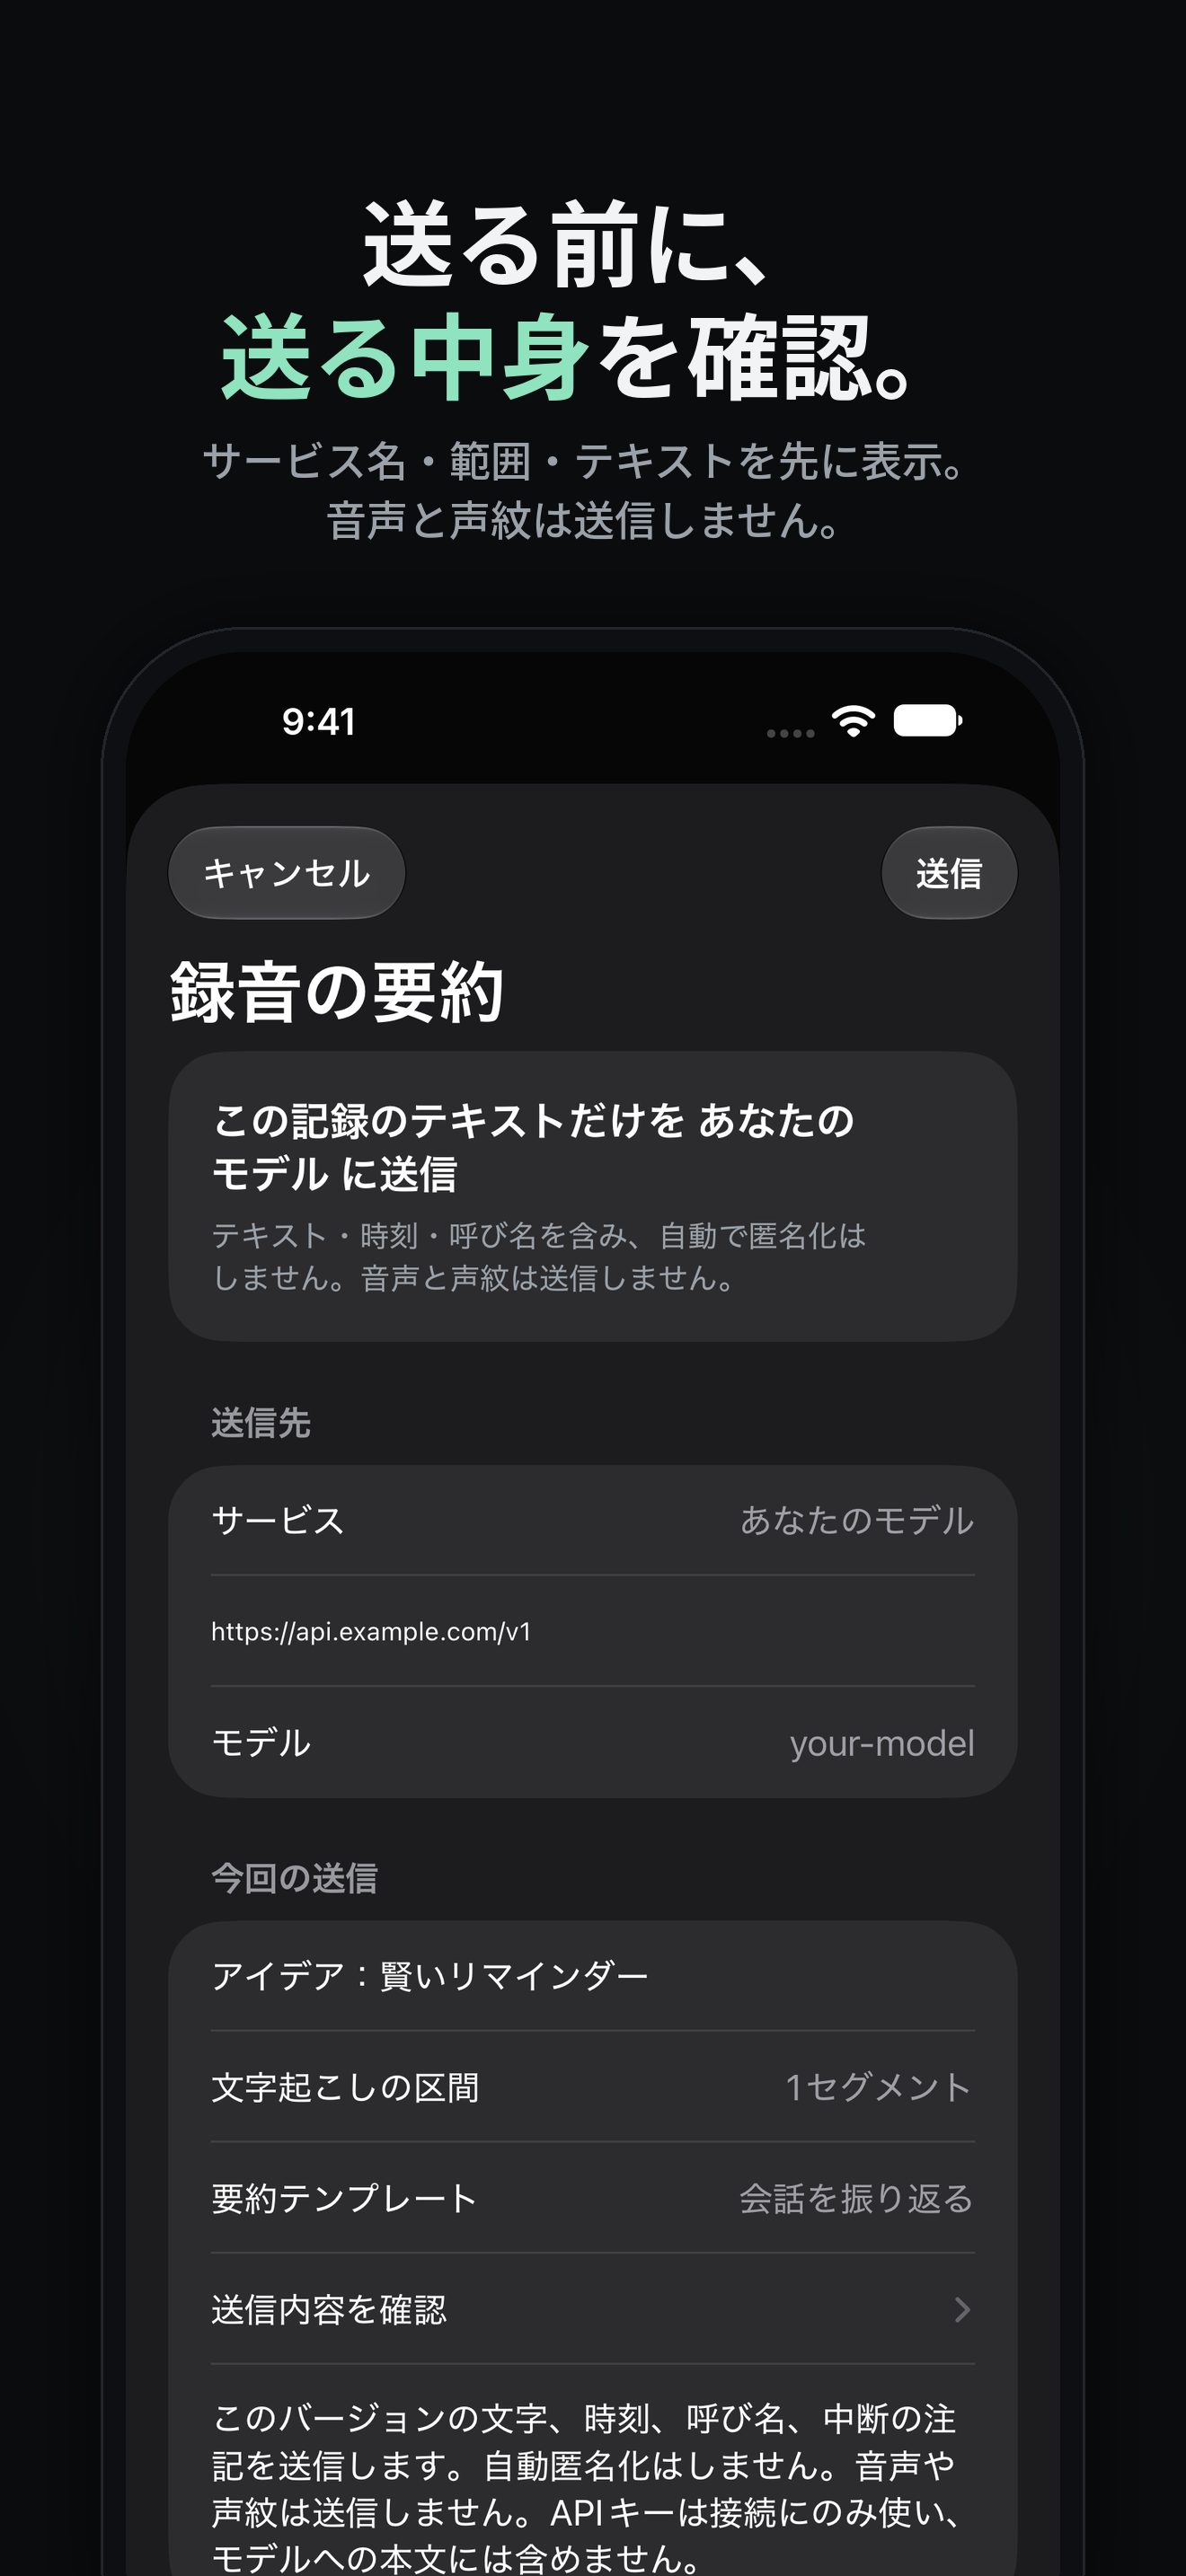 送る前に、
送る中身を確認。
サービス名・範囲・テキストを先に表示。
音声と声紋は送信しません。
9:41
キャンセル
送信
録音の要約
この記録のテキストだけを あなたの
モデル に送信
テキスト・時刻・呼び名を含み、自動で匿名化は
しません。音声と声紋は送信しません。
送信先
サービス
あなたのモデル
https://api.example.com/v1
モデル
your-model
今回の送信
アイデア：賢いリマインダー
文字起こしの区間
1セグメント
要約テンプレート
会話を振り返る
送信内容を確認
このバージョンの文字、時刻、呼び名、中断の注
記を送信します。自動匿名化はしません。音声や
声紋は送信しません。APIキーは接続にのみ使い、
モデルへの本文には含めません。